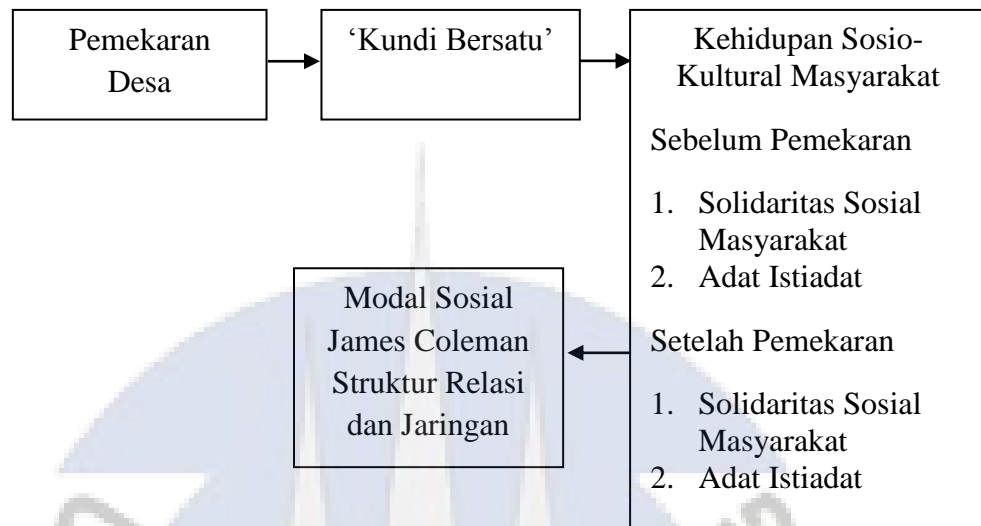 Pemekaran
Desa
‘Kundi Bersatu’
Kehidupan Sosio-
Kultural Masyarakat
Sebelum Pemekaran
1. Solidaritas Sosial
Masyarakat
2. Adat Istiadat
Setelah Pemekaran
1. Solidaritas Sosial
Masyarakat
2. Adat Istiadat
Modal Sosial
James Coleman
Struktur Relasi
dan Jaringan